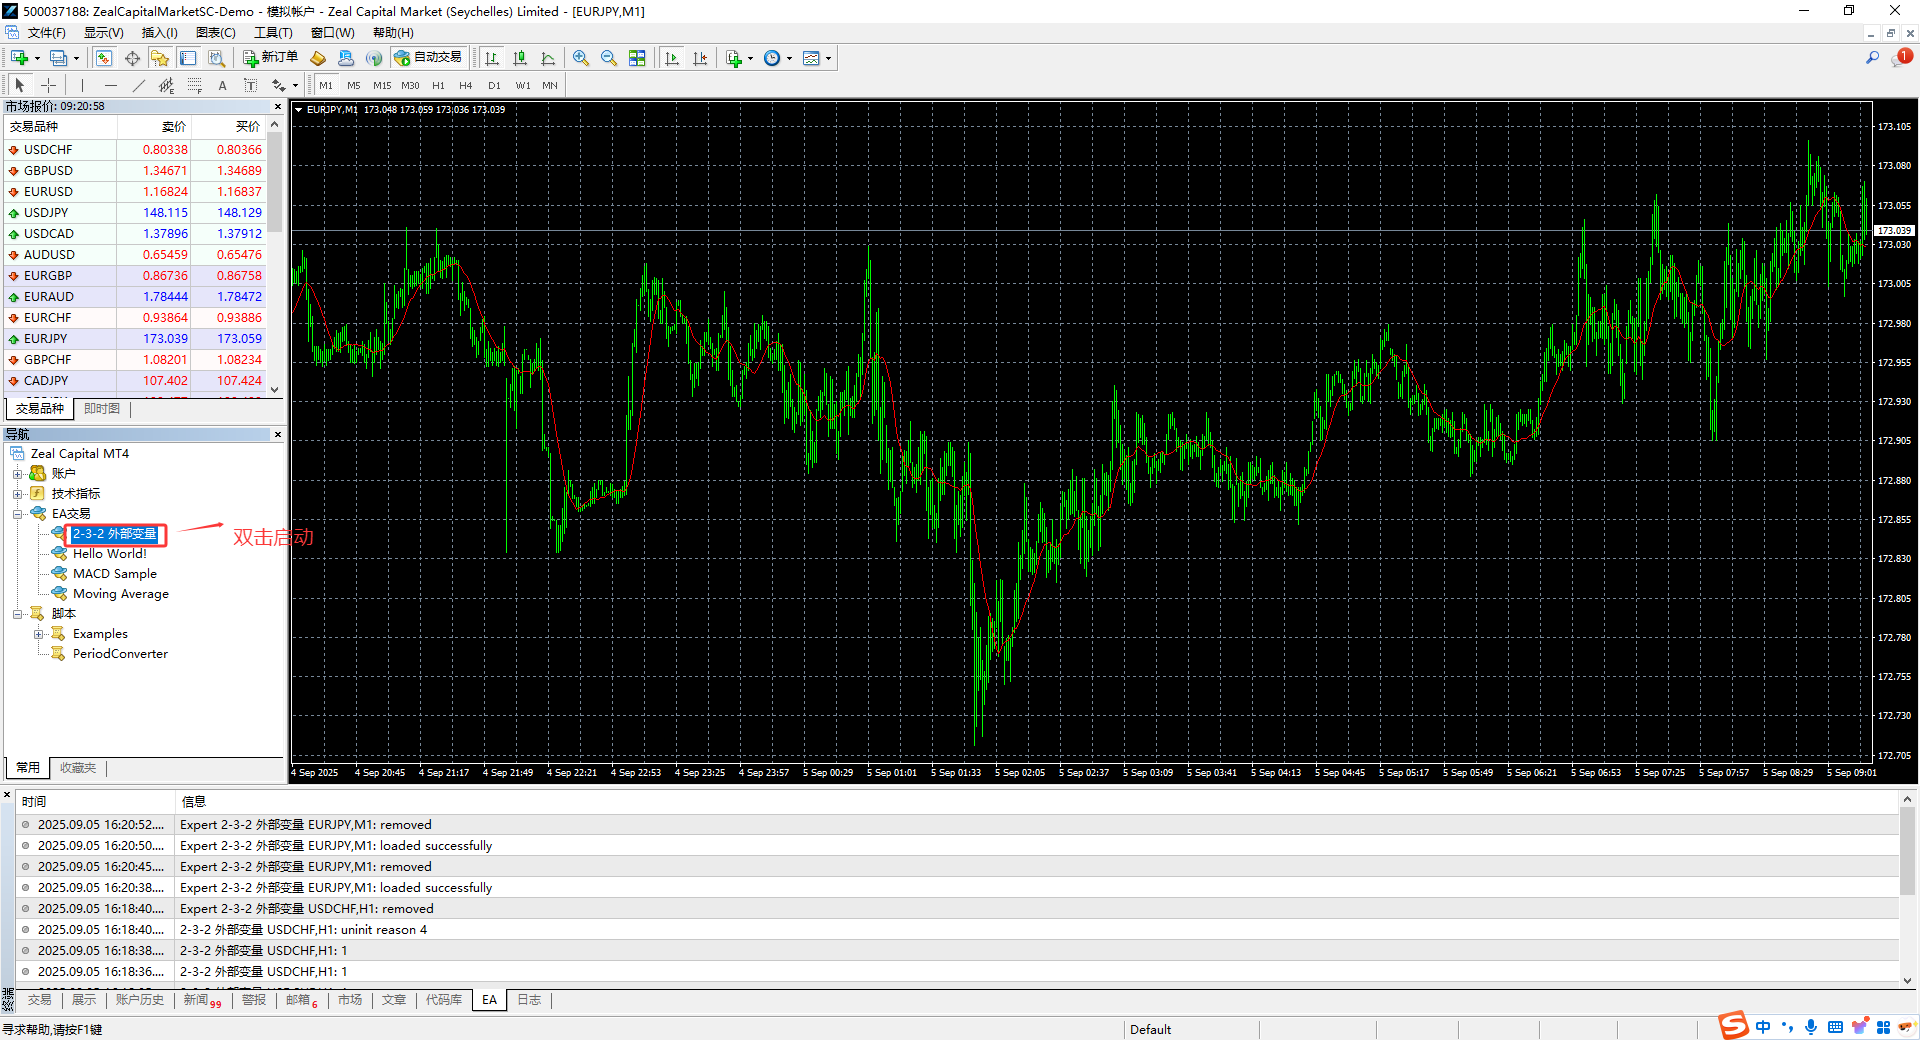 500037188: ZealCapitalMarketSC-Demo - 模拟帐户 - Zeal Capital Market (Seychelles) Limited - [EURJPY,M1]
文件(F) 显示(V) 插入(I) 图表(C) 工具(T) 窗口(W) 帮助(H)
新订单 自动交易 1
A T M1 M5 M15 M30 H1 H4 D1 W1 MN
市场报价: 09:20:58
交易品种 卖价 买价
USDCHF 0.80338 0.80366
GBPUSD 1.34671 1.34689
EURUSD 1.16824 1.16837
USDJPY 148.115 148.129
USDCAD 1.37896 1.37912
AUDUSD 0.65459 0.65476
EURGBP 0.86736 0.86758
EURAUD 1.78444 1.78472
EURCHF 0.93864 0.93886
EURJPY 173.039 173.059
GBPCHF 1.08201 1.08234
CADJPY 107.402 107.424
交易品种 即时图
导航
Zeal Capital MT4
账户
技术指标
EA交易
2-3-2 外部变量
双击启动
Hello World!
MACD Sample
Moving Average
脚本
Examples
PeriodConverter
常用 收藏夹
EURJPY,M1 173.048 173.059 173.036 173.039
173.105
173.080
173.055
173.039
173.030
173.005
172.980
172.955
172.930
172.905
172.880
172.855
172.830
172.805
172.780
172.755
172.730
172.705
4 Sep 2025 4 Sep 20:45 4 Sep 21:17 4 Sep 21:49 4 Sep 22:21 4 Sep 22:53 4 Sep 23:25 4 Sep 23:57 5 Sep 00:29 5 Sep 01:01 5 Sep 01:33 5 Sep 02:05 5 Sep 02:37 5 Sep 03:09 5 Sep 03:41 5 Sep 04:13 5 Sep 04:45 5 Sep 05:17 5 Sep 05:49 5 Sep 06:21 5 Sep 06:53 5 Sep 07:25 5 Sep 07:57 5 Sep 08:29 5 Sep 09:01
时间 信息
2025.09.05 16:20:52.... Expert 2-3-2 外部变量 EURJPY,M1: removed
2025.09.05 16:20:50.... Expert 2-3-2 外部变量 EURJPY,M1: loaded successfully
2025.09.05 16:20:45.... Expert 2-3-2 外部变量 EURJPY,M1: removed
2025.09.05 16:20:38.... Expert 2-3-2 外部变量 EURJPY,M1: loaded successfully
2025.09.05 16:18:40.... Expert 2-3-2 外部变量 USDCHF,H1: removed
2025.09.05 16:18:40.... 2-3-2 外部变量 USDCHF,H1: uninit reason 4
2025.09.05 16:18:38.... 2-3-2 外部变量 USDCHF,H1: 1
2025.09.05 16:18:36.... 2-3-2 外部变量 USDCHF,H1: 1
交易 展示 账户历史 新闻 99 警报 邮箱 6 市场 文章 代码库 EA 日志
寻求帮助,请按F1键 Default
S 中